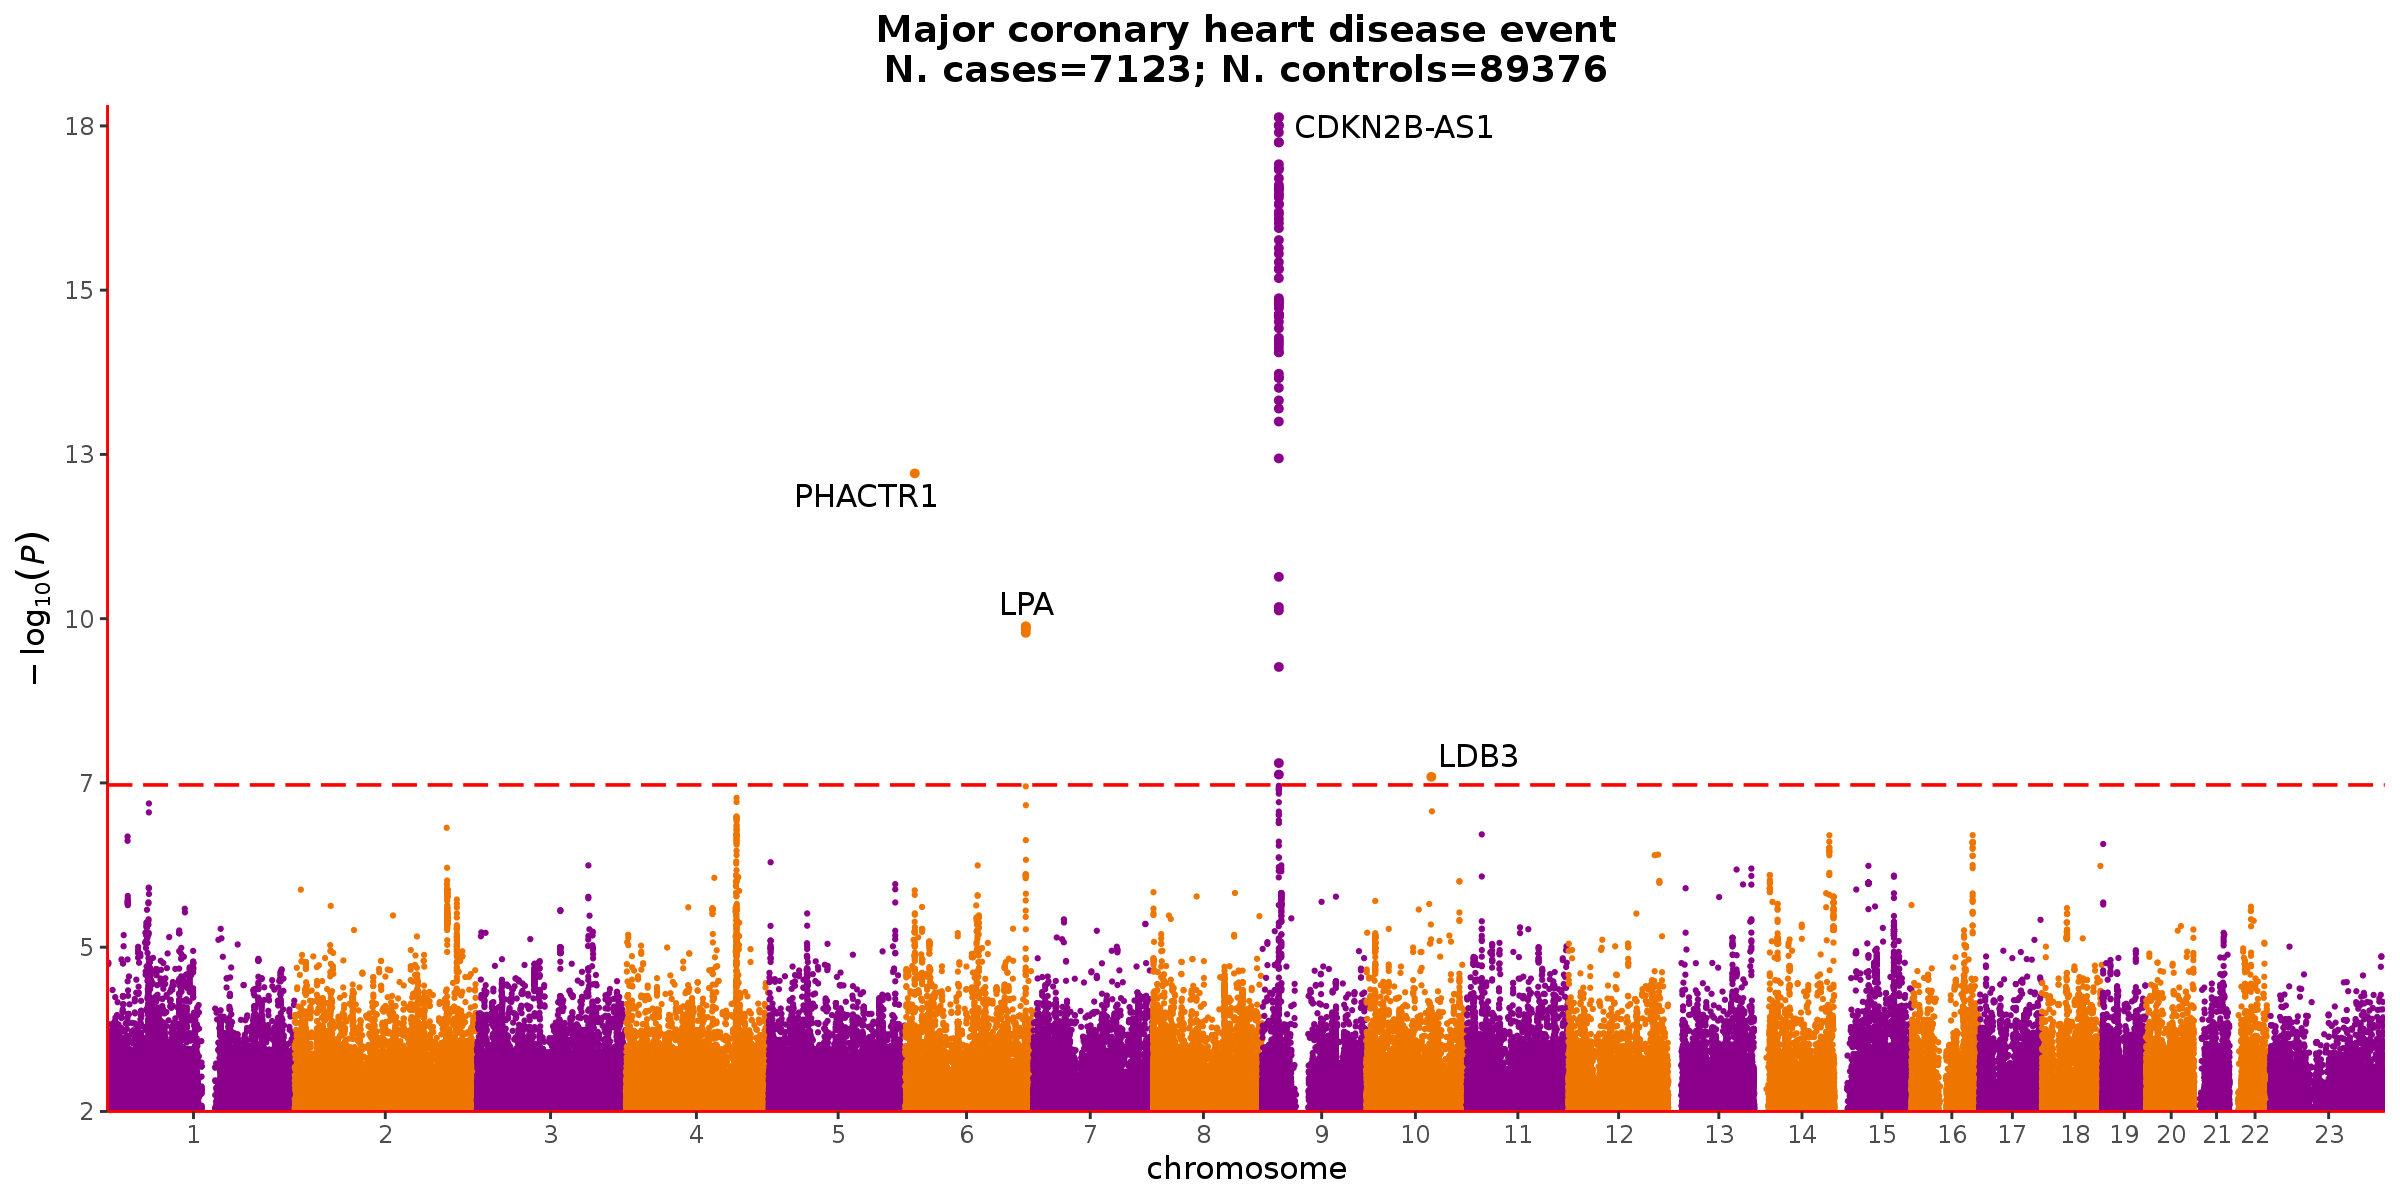 Major coronary heart disease event
N. cases=7123; N. controls=89376
18
CDKN2B-AS1
15
13
PHACTR1
LPA
10
LDB3
7
5
2
−log₁₀(P)
1 2 3 4 5 6 7 8 9 10 11 12 13 14 15 16 17 18 19 20 21 22 23
chromosome